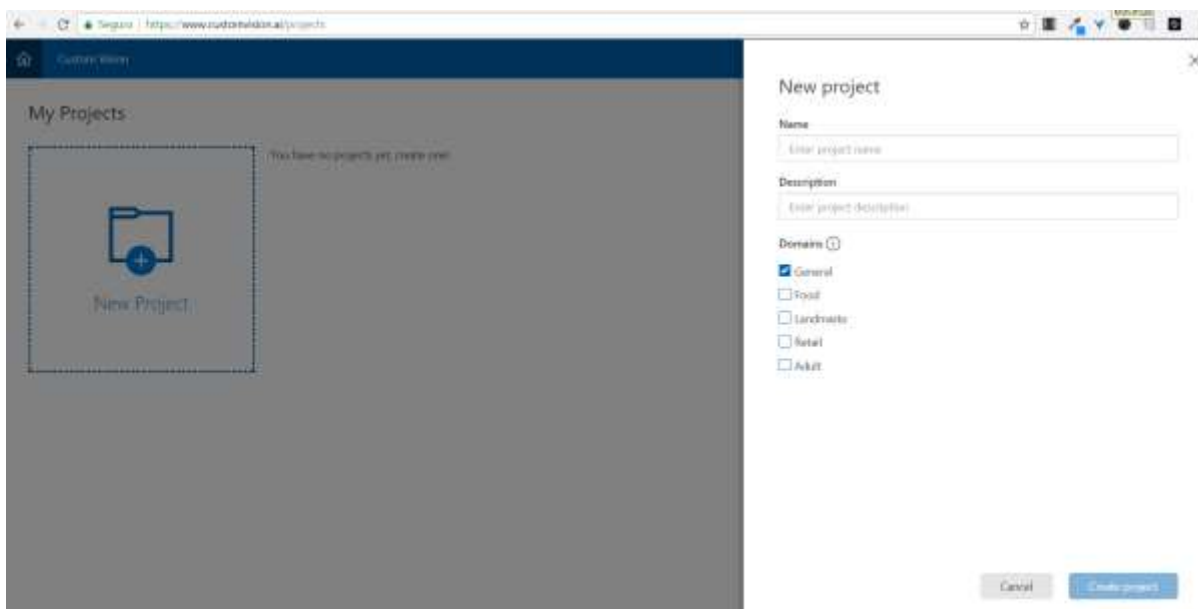 Seguro | https://www.customvision.ai/projects
Custom Vision
My Projects
You have no projects yet, create one!
New Project
New project
Name
Enter project name
Description
Enter project description
Domains
General
Food
Landmarks
Retail
Adult
Cancel
Create project